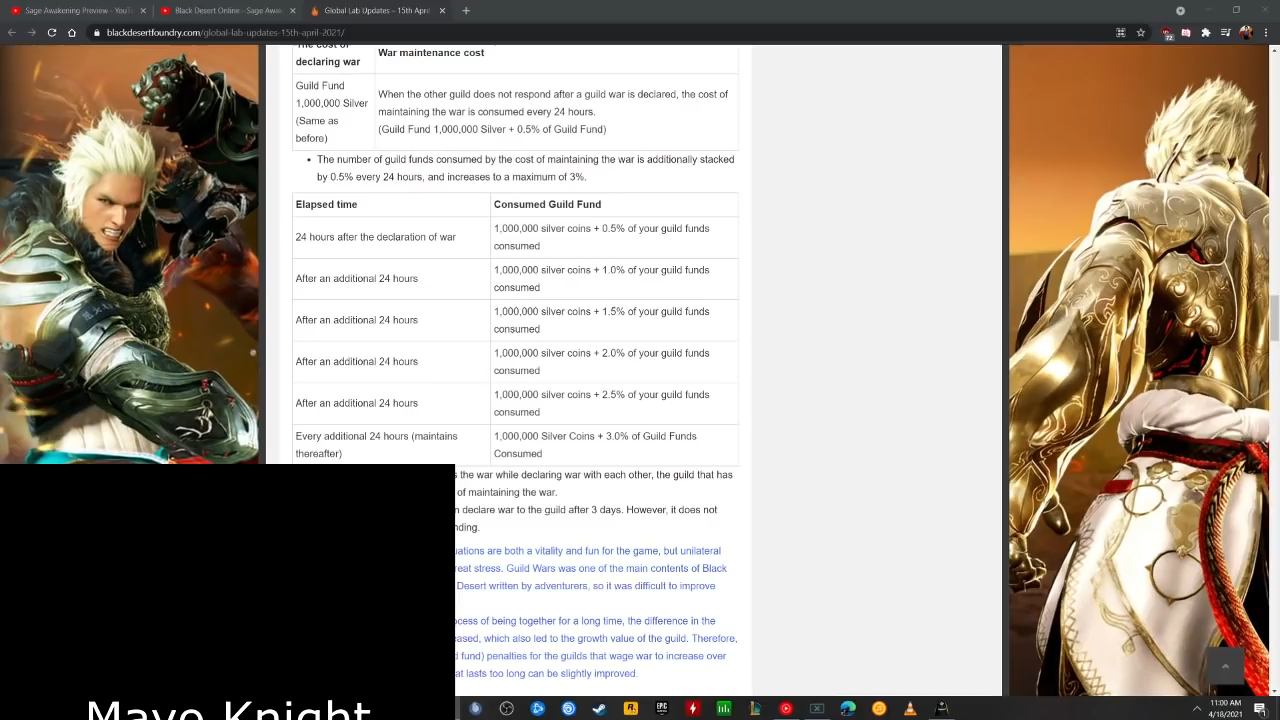 Sage Awakening Preview - YouT
Black Desert Online - Sage Awak
Global Lab Updates – 15th April
blackdesertfoundry.com/global-lab-updates-15th-april-2021/
declaring war
War maintenance cost
Guild Fund
1,000,000 Silver
(Same as
before)
When the other guild does not respond after a guild war is declared, the cost of
maintaining the war is consumed every 24 hours.
(Guild Fund 1,000,000 Silver + 0.5% of Guild Fund)
• The number of guild funds consumed by the cost of maintaining the war is additionally stacked
by 0.5% every 24 hours, and increases to a maximum of 3%.
Elapsed time
Consumed Guild Fund
24 hours after the declaration of war
1,000,000 silver coins + 0.5% of your guild funds
consumed
After an additional 24 hours
1,000,000 silver coins + 1.0% of your guild funds
consumed
After an additional 24 hours
1,000,000 silver coins + 1.5% of your guild funds
consumed
After an additional 24 hours
1,000,000 silver coins + 2.0% of your guild funds
consumed
After an additional 24 hours
1,000,000 silver coins + 2.5% of your guild funds
consumed
Every additional 24 hours (maintains
thereafter)
1,000,000 Silver Coins + 3.0% of Guild Funds
Consumed
s the war while declaring war with each other, the guild that has
of maintaining the war.
n declare war to the guild after 3 days. However, it does not
nding.
uations are both a vitality and fun for the game, but unilateral
reat stress. Guild Wars was one of the main contents of Black
Desert written by adventurers, so it was difficult to improve
ocess of being together for a long time, the difference in the
eased, which also led to the growth value of the guild. Therefore,
d fund) penalties for the guilds that wage war to increase over
at lasts too long can be slightly improved.
Mayo Knight
11:00 AM
4/18/2021